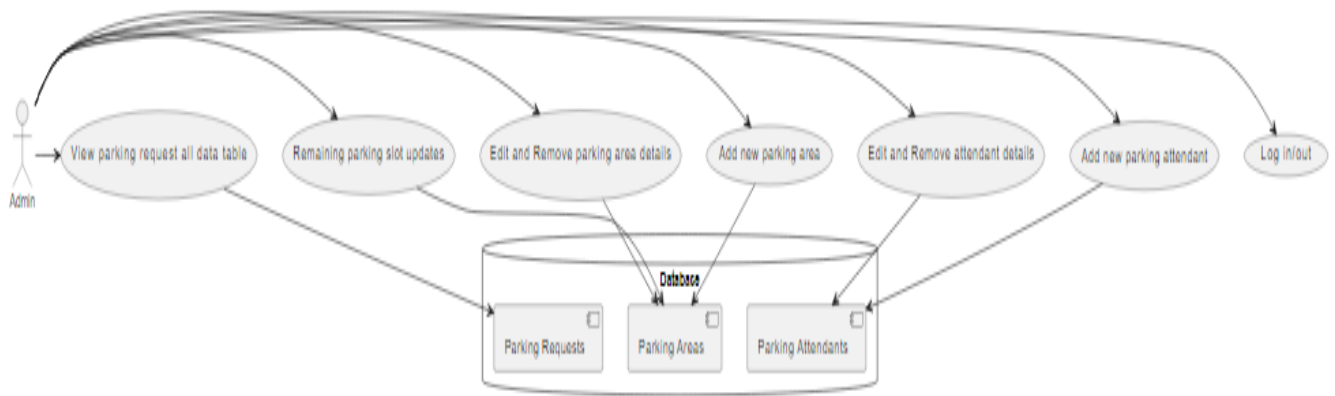 View parking request all data table
Remaining parking slot updates
Edit and Remove parking area details
Add new parking area
Edit and Remove attendant details
Add new parking attendant
Log in/out
Admin
Database
Parking Requests
Parking Areas
Parking Attendants